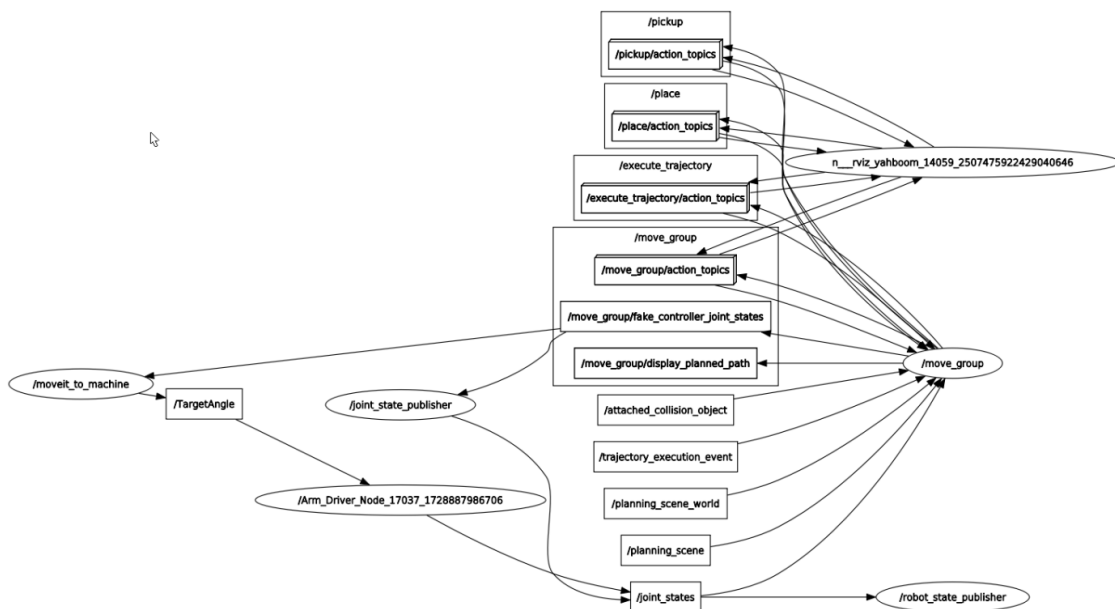 /pickup
/pickup/action_topics
/place
/place/action_topics
n__rviz_yahboom_14059_2507475922429040646
/execute_trajectory
/execute_trajectory/action_topics
/move_group
/move_group/action_topics
/move_group/fake_controller_joint_states
/move_group/display_planned_path
/move_group
/moveit_to_machine
/TargetAngle
/joint_state_publisher
/attached_collision_object
/trajectory_execution_event
/Arm_Driver_Node_17037_1728887986706
/planning_scene_world
/planning_scene
/joint_states
/robot_state_publisher